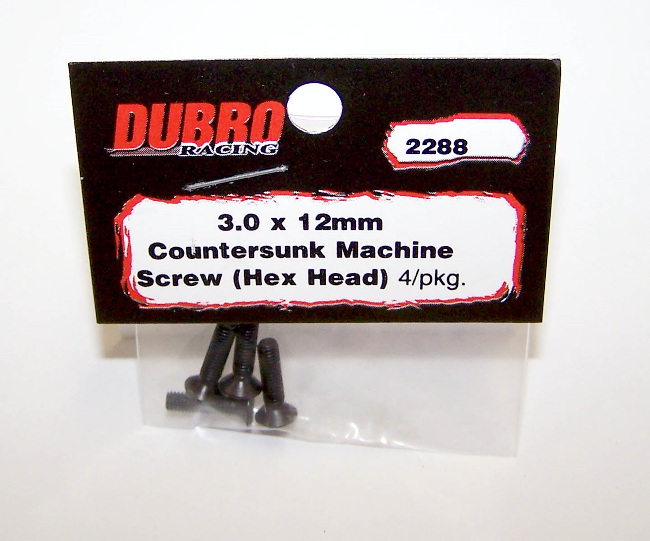 DUBRO
RACING
2288
3.0 x 12mm
Countersunk Machine
Screw (Hex Head) 4/pkg.